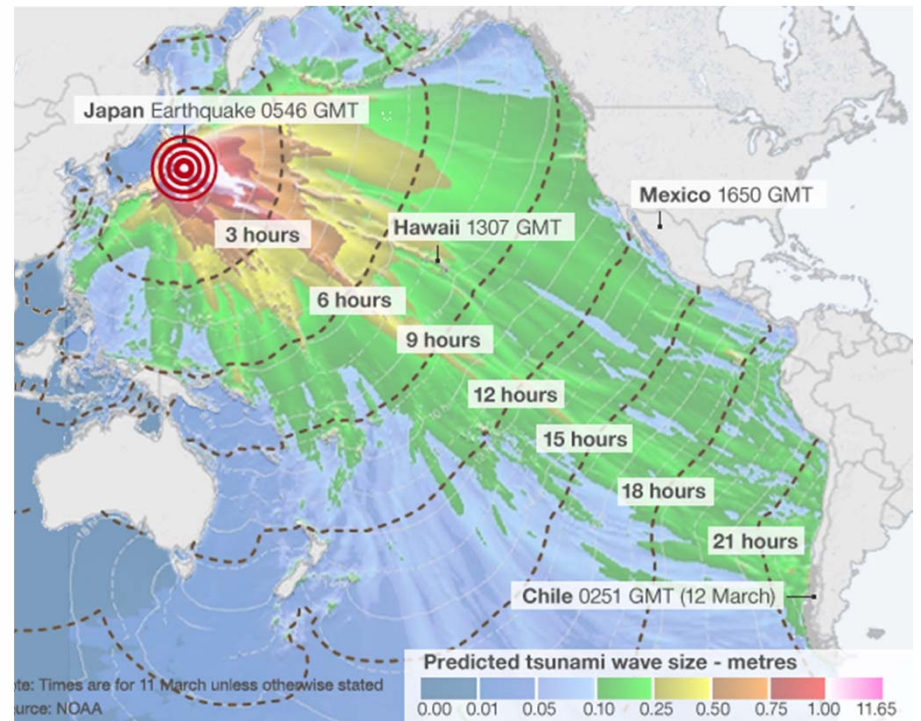 Japan Earthquake 0546 GMT
Mexico 1650 GMT
Hawaii 1307 GMT
3 hours
6 hours
9 hours
12 hours
15 hours
18 hours
21 hours
Chile 0251 GMT (12 March)
Predicted tsunami wave size - metres
0.00 0.01 0.05 0.10 0.25 0.50 0.75 1.00 11.65
ote: Times are for 11 March unless otherwise stated
ource: NOAA